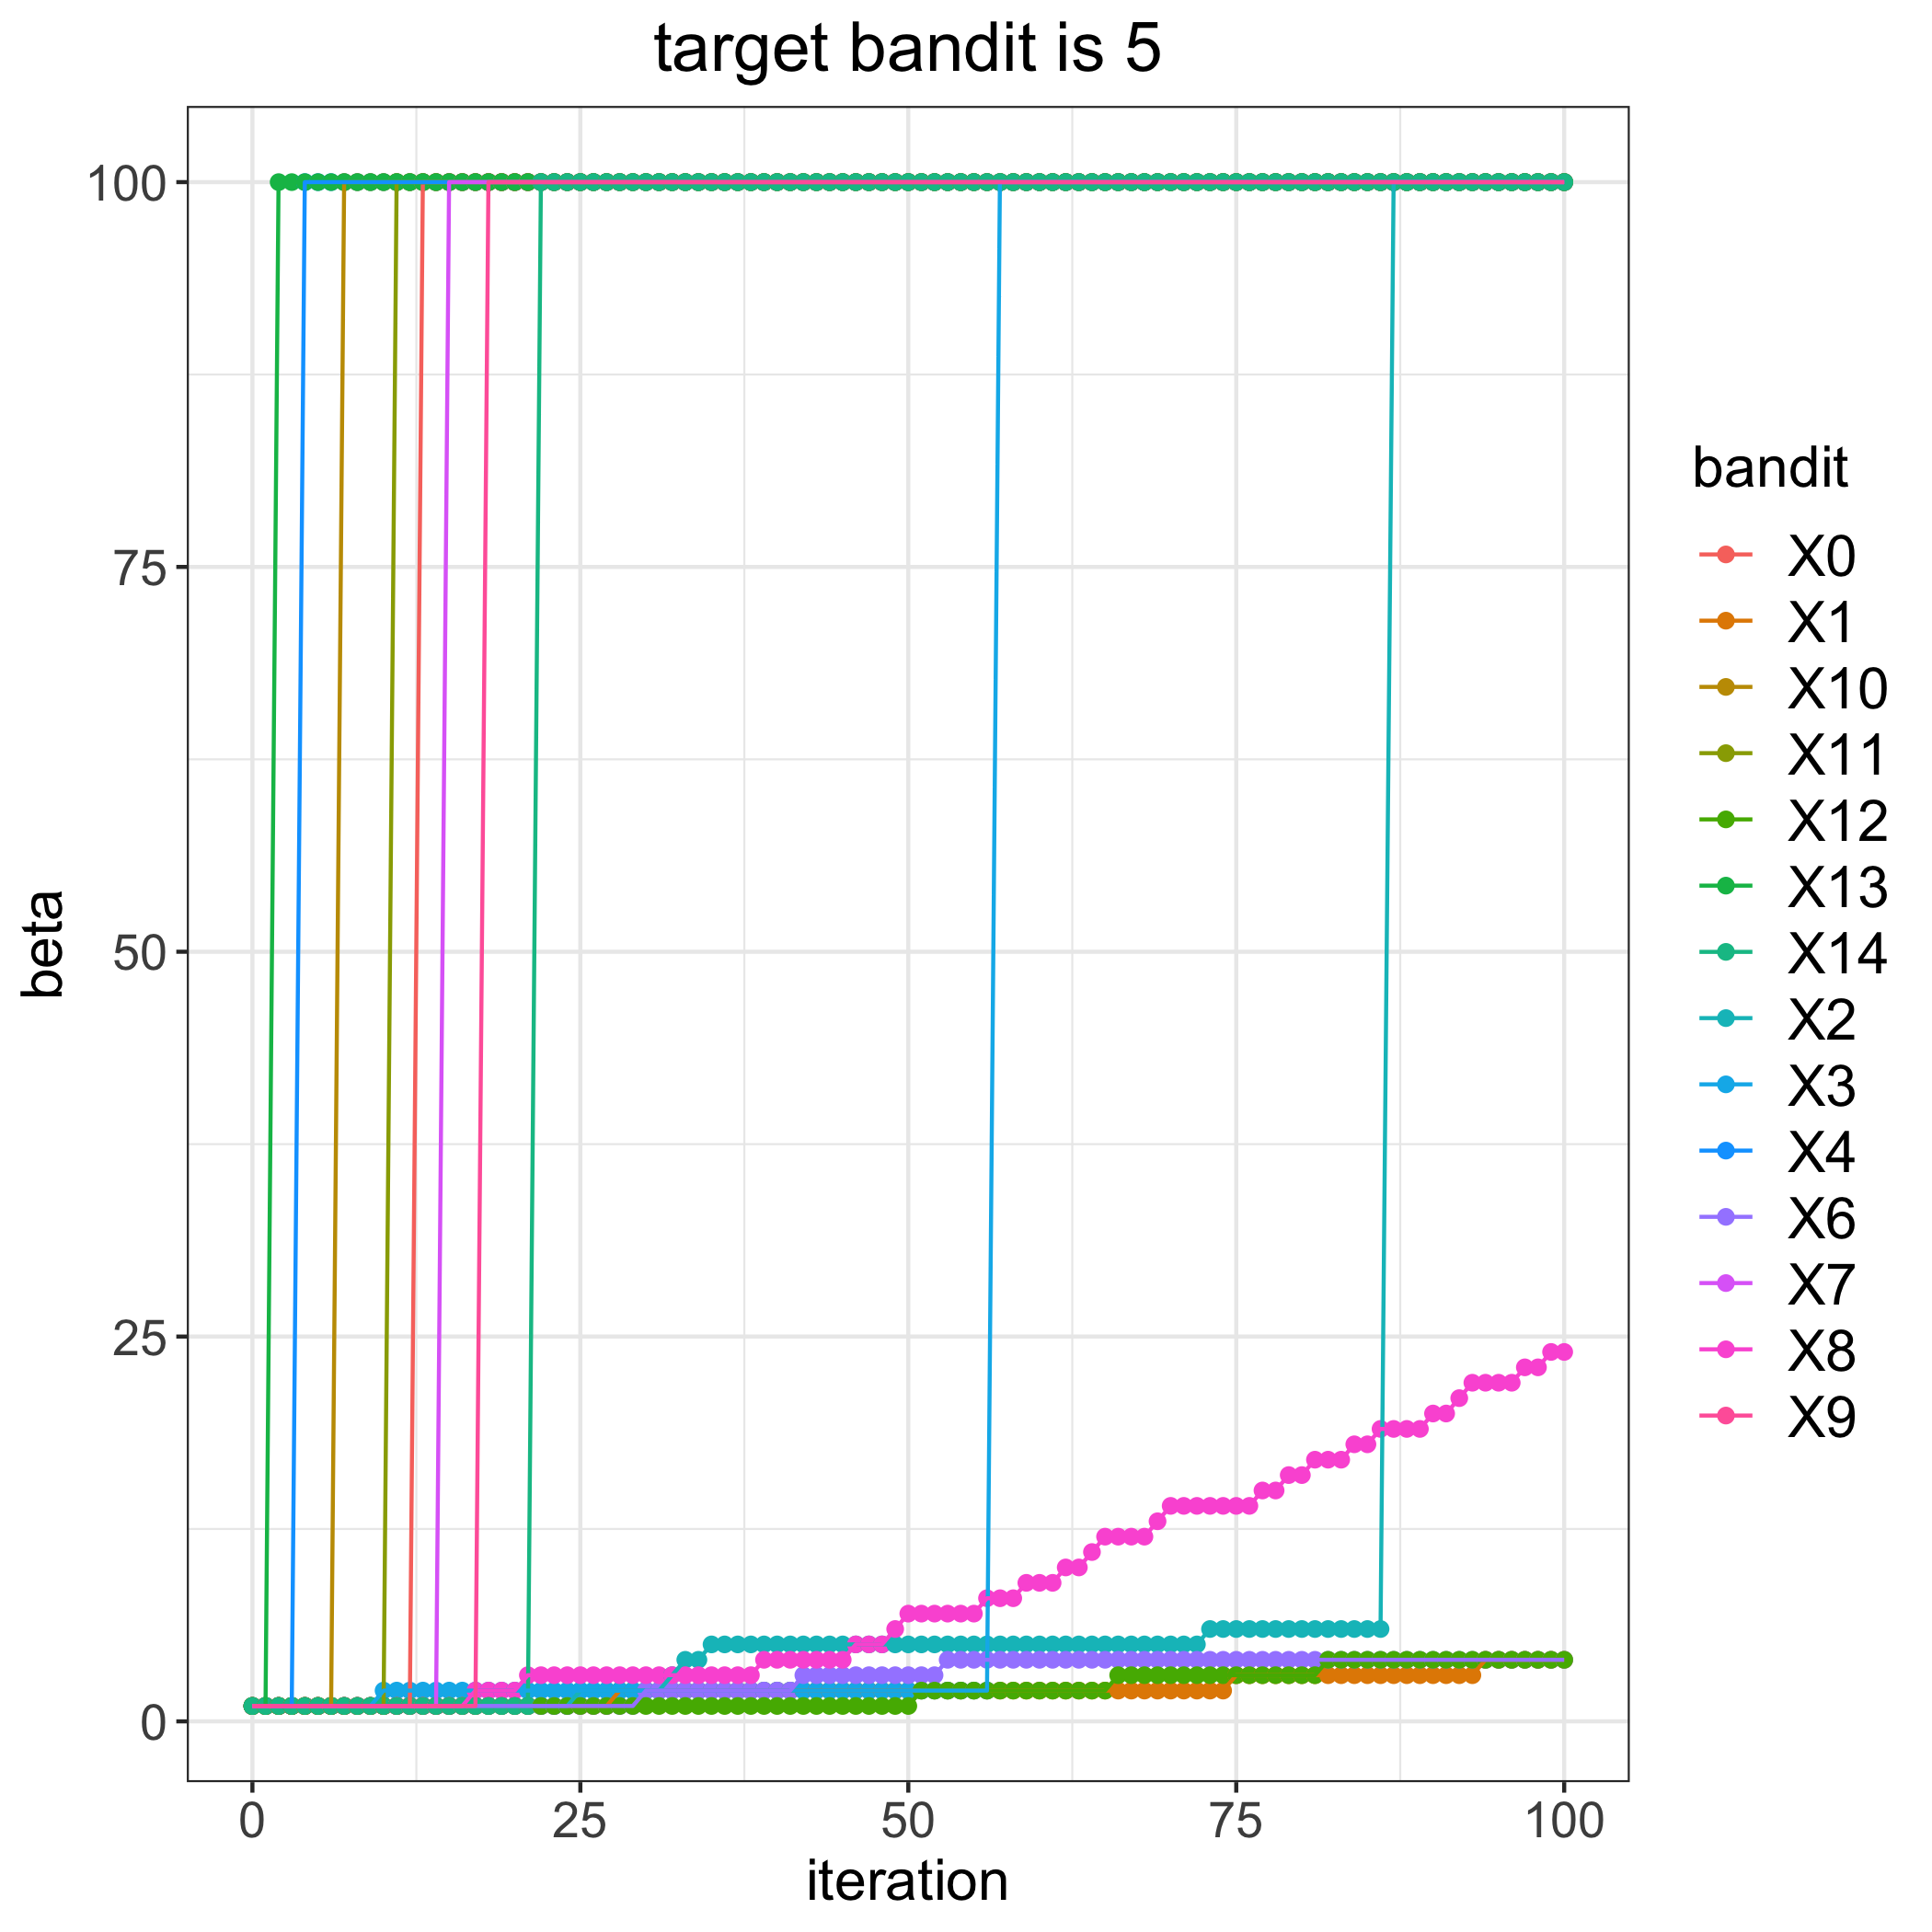 target bandit is 5
100
75
50
25
0
beta
0 25 50 75 100
iteration
bandit
X0
X1
X10
X11
X12
X13
X14
X2
X3
X4
X6
X7
X8
X9